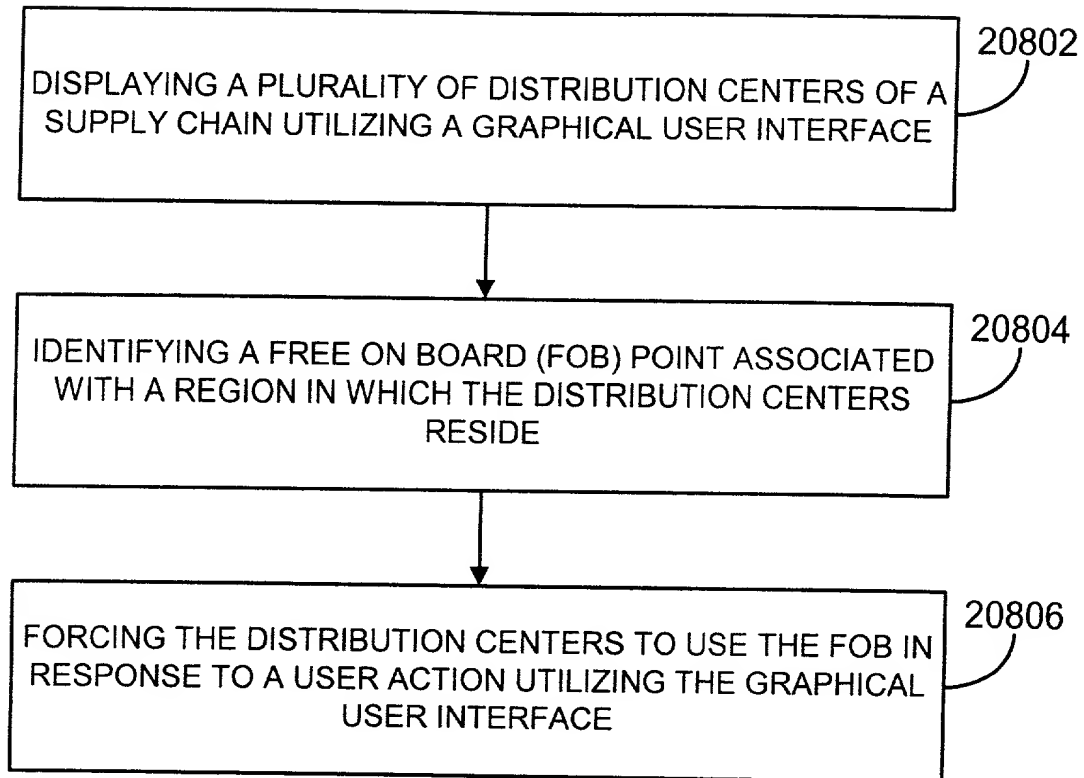 20802
DISPLAYING A PLURALITY OF DISTRIBUTION CENTERS OF A
SUPPLY CHAIN UTILIZING A GRAPHICAL USER INTERFACE
20804
IDENTIFYING A FREE ON BOARD (FOB) POINT ASSOCIATED
WITH A REGION IN WHICH THE DISTRIBUTION CENTERS
RESIDE
20806
FORCING THE DISTRIBUTION CENTERS TO USE THE FOB IN
RESPONSE TO A USER ACTION UTILIZING THE GRAPHICAL
USER INTERFACE